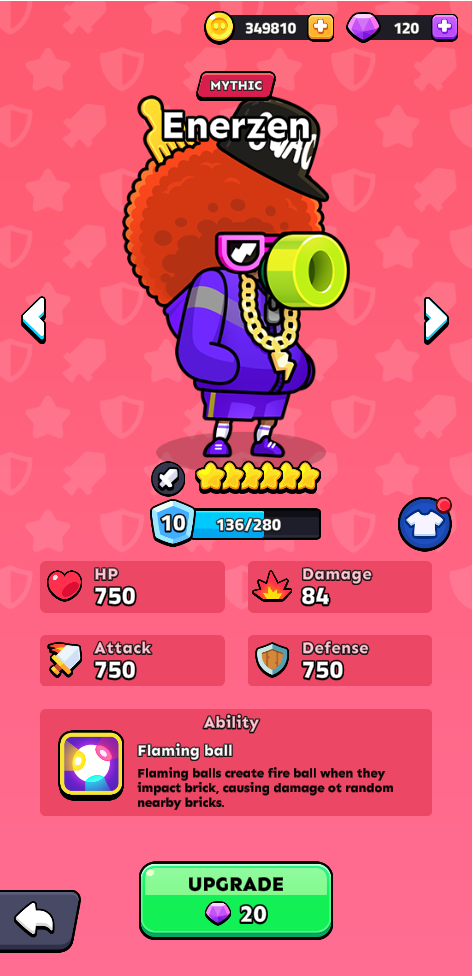 349810
120
MYTHIC
Enerzen
10
136/280
HP
750
Damage
84
Attack
750
Defense
750
Ability
Flaming ball
Flaming balls create fire ball when they
impact brick, causing damage ot random
nearby bricks.
UPGRADE
20